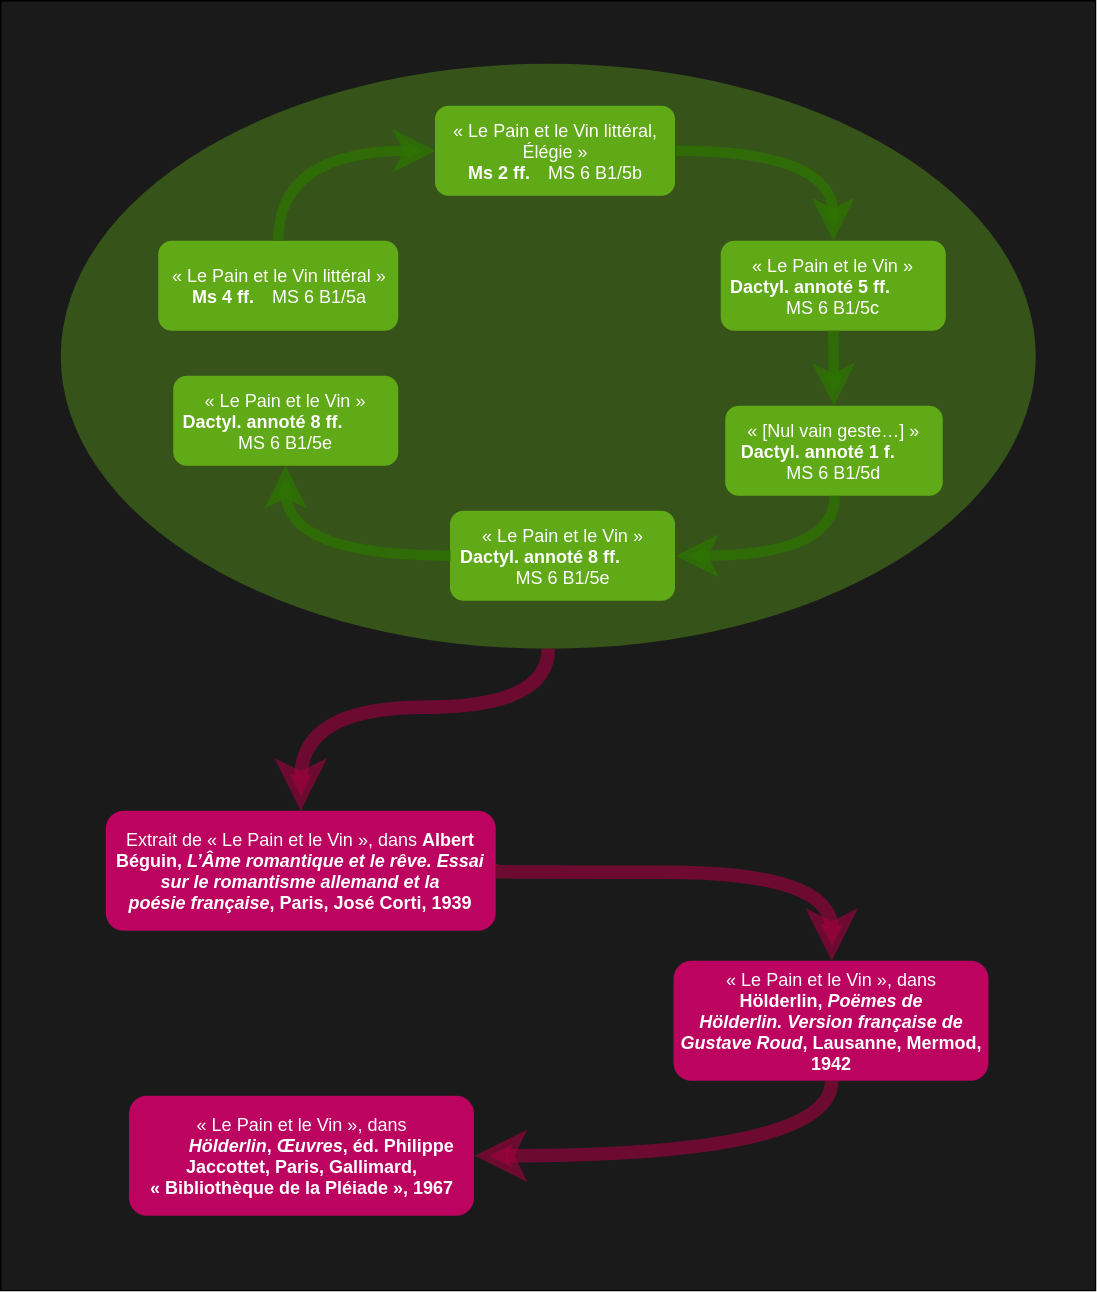 « Le Pain et le Vin littéral,
Élégie »
Ms 2 ff. MS 6 B1/5b
« Le Pain et le Vin littéral »
Ms 4 ff. MS 6 B1/5a
« Le Pain et le Vin »
Dactyl. annoté 5 ff.
MS 6 B1/5c
« Le Pain et le Vin »
Dactyl. annoté 8 ff.
MS 6 B1/5e
« [Nul vain geste…] »
Dactyl. annoté 1 f.
MS 6 B1/5d
« Le Pain et le Vin »
Dactyl. annoté 8 ff.
MS 6 B1/5e
Extrait de « Le Pain et le Vin », dans Albert
Béguin, L’Âme romantique et le rêve. Essai
sur le romantisme allemand et la
poésie française, Paris, José Corti, 1939
« Le Pain et le Vin », dans
Hölderlin, Poëmes de
Hölderlin. Version française de
Gustave Roud, Lausanne, Mermod,
1942
« Le Pain et le Vin », dans
Hölderlin, Œuvres, éd. Philippe
Jaccottet, Paris, Gallimard,
« Bibliothèque de la Pléiade », 1967